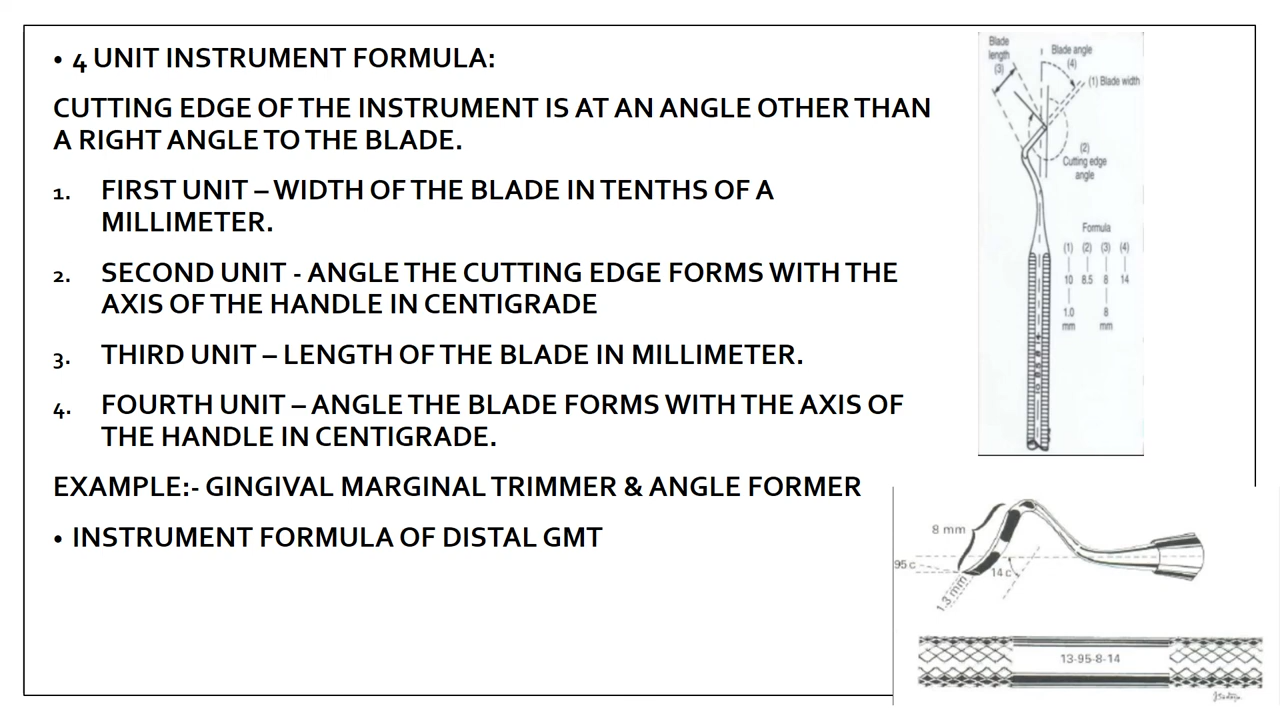 • 4 UNIT INSTRUMENT FORMULA:
CUTTING EDGE OF THE INSTRUMENT IS AT AN ANGLE OTHER THAN
A RIGHT ANGLE TO THE BLADE.
1. FIRST UNIT – WIDTH OF THE BLADE IN TENTHS OF A
MILLIMETER.
2. SECOND UNIT - ANGLE THE CUTTING EDGE FORMS WITH THE
AXIS OF THE HANDLE IN CENTIGRADE
3. THIRD UNIT – LENGTH OF THE BLADE IN MILLIMETER.
4. FOURTH UNIT – ANGLE THE BLADE FORMS WITH THE AXIS OF
THE HANDLE IN CENTIGRADE.
EXAMPLE:- GINGIVAL MARGINAL TRIMMER & ANGLE FORMER
• INSTRUMENT FORMULA OF DISTAL GMT
Blade
length
(3)
Blade angle
(4)
(1) Blade width
(2)
Cutting edge
angle
Formula
(1) (2) (3) (4)
10 8.5 8 14
1.0 8
mm mm
8 mm
95 c
14 c
1.3 mm
13-95-8-14